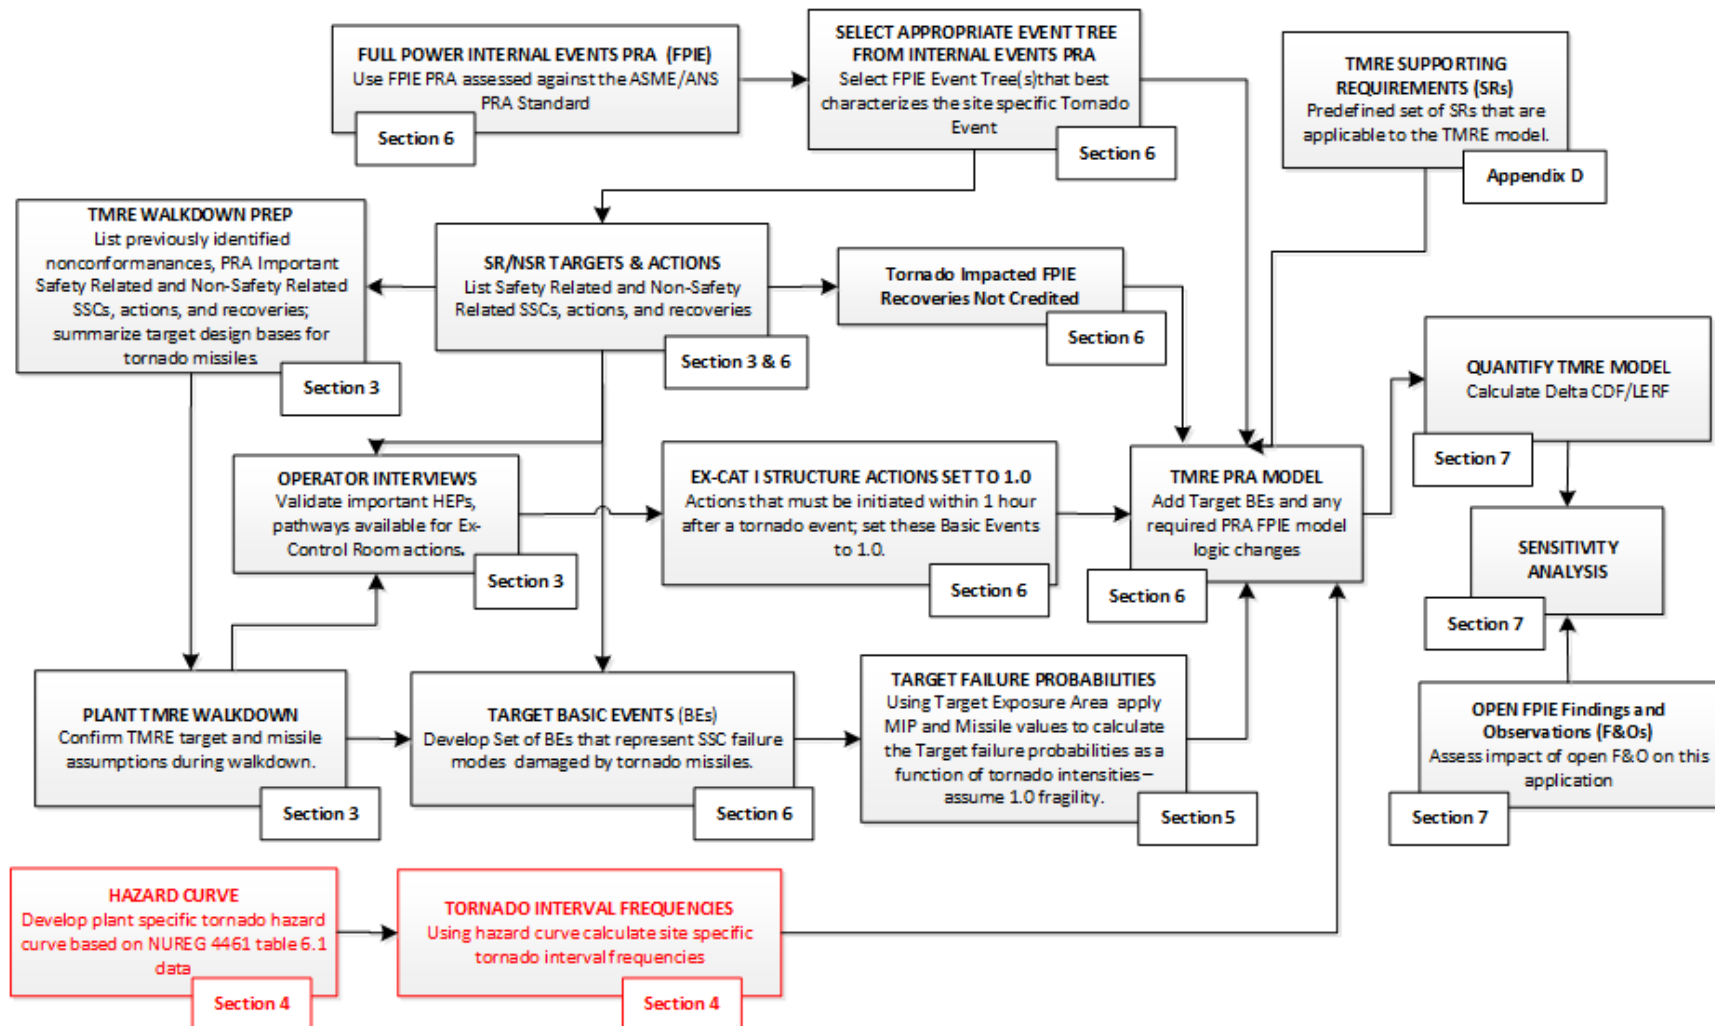 FULL POWER INTERNAL EVENTS PRA (FPIE)
Use FPIE PRA assessed against the ASME/ANS
PRA Standard
Section 6
SELECT APPROPRIATE EVENT TREE
FROM INTERNAL EVENTS PRA
Select FPIE Event Tree(s)that best
characterizes the site specific Tornado
Event
Section 6
TMRE SUPPORTING
REQUIREMENTS (SRs)
Predefined set of SRs that are
applicable to the TMRE model.
Appendix D
TMRE WALKDOWN PREP
List previously identified
nonconformanances, PRA Important
Safety Related and Non-Safety Related
SSCs, actions, and recoveries;
summarize target design bases for
tornado missiles.
Section 3
SR/NSR TARGETS & ACTIONS
List Safety Related and Non-Safety
Related SSCs, actions, and recoveries
Section 3 & 6
Tornado Impacted FPIE
Recoveries Not Credited
Section 6
QUANTIFY TMRE MODEL
Calculate Delta CDF/LERF
Section 7
OPERATOR INTERVIEWS
Validate important HEPs,
pathways available for Ex-
Control Room actions.
Section 3
EX-CAT I STRUCTURE ACTIONS SET TO 1.0
Actions that must be initiated within 1 hour
after a tornado event; set these Basic Events
to 1.0.
Section 6
TMRE PRA MODEL
Add Target BEs and any
required PRA FPIE model
logic changes
Section 6
SENSITIVITY
ANALYSIS
Section 7
PLANT TMRE WALKDOWN
Confirm TMRE target and missile
assumptions during walkdown.
Section 3
TARGET BASIC EVENTS (BEs)
Develop Set of BEs that represent SSC failure
modes damaged by tornado missiles.
Section 6
TARGET FAILURE PROBABILITIES
Using Target Exposure Area apply
MIP and Missile values to calculate
the Target failure probabilities as a
function of tornado intensities –
assume 1.0 fragility.
Section 5
OPEN FPIE Findings and
Observations (F&Os)
Assess impact of open F&O on this
application
Section 7
HAZARD CURVE
Develop plant specific tornado hazard
curve based on NUREG 4461 table 6.1
data
Section 4
TORNADO INTERVAL FREQUENCIES
Using hazard curve calculate site specific
tornado interval frequencies
Section 4